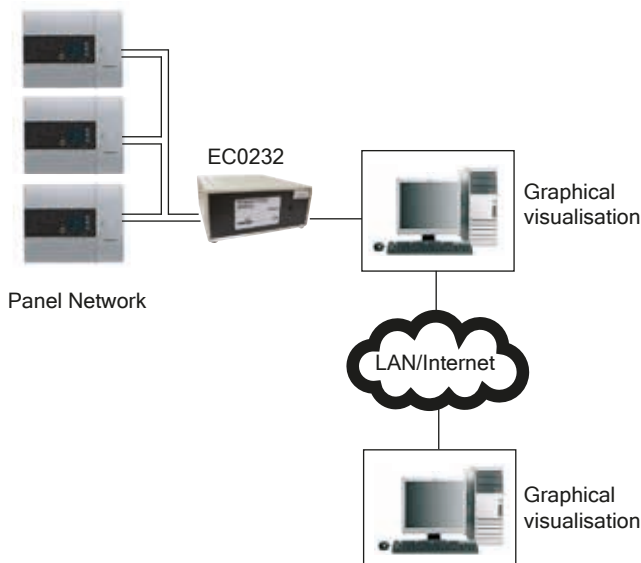 EC0232
Graphical
visualisation
Panel Network
LAN/Internet
Graphical
visualisation